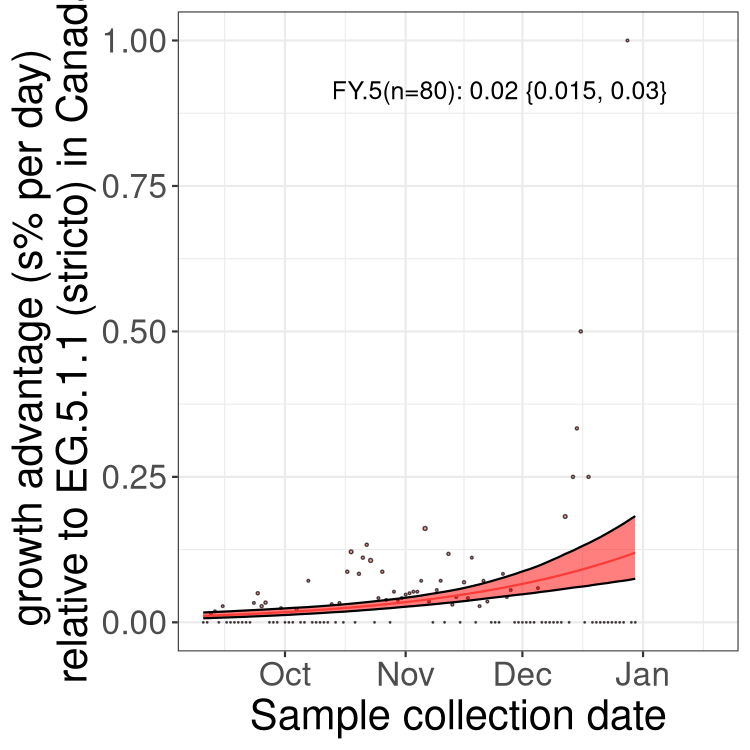 growth advantage (s% per day)
relative to EG.5.1.1 (stricto) in Canada
1.00
FY.5(n=80): 0.02 {0.015, 0.03}
0.75
0.50
0.25
0.00
Oct Nov Dec Jan
Sample collection date